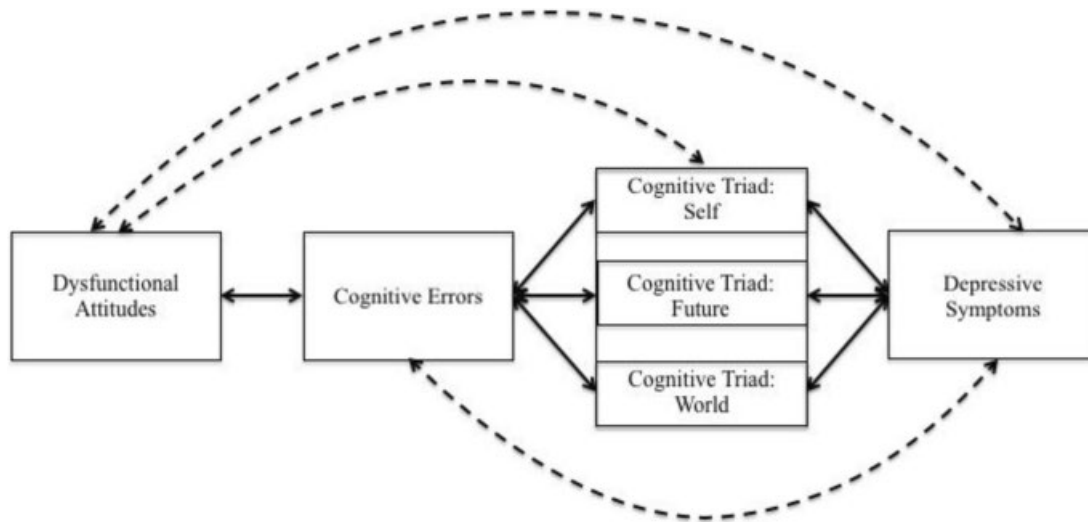 Dysfunctional
Attitudes
Cognitive Errors
Cognitive Triad:
Self
Cognitive Triad:
Future
Cognitive Triad:
World
Depressive
Symptoms